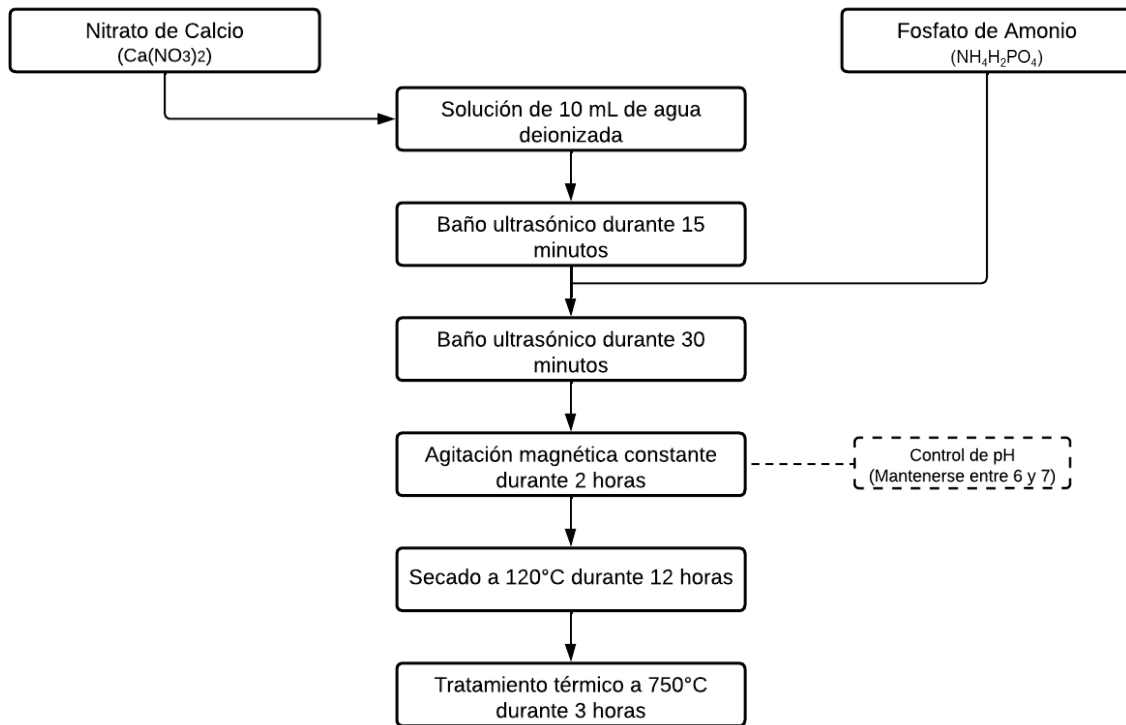 Nitrato de Calcio
(Ca(NO3)2)
Fosfato de Amonio
(NH₄H₂PO₄)
Solución de 10 mL de agua
deionizada
Baño ultrasónico durante 15
minutos
Baño ultrasónico durante 30
minutos
Agitación magnética constante
durante 2 horas
Control de pH
(Mantenerse entre 6 y 7)
Secado a 120°C durante 12 horas
Tratamiento térmico a 750°C
durante 3 horas